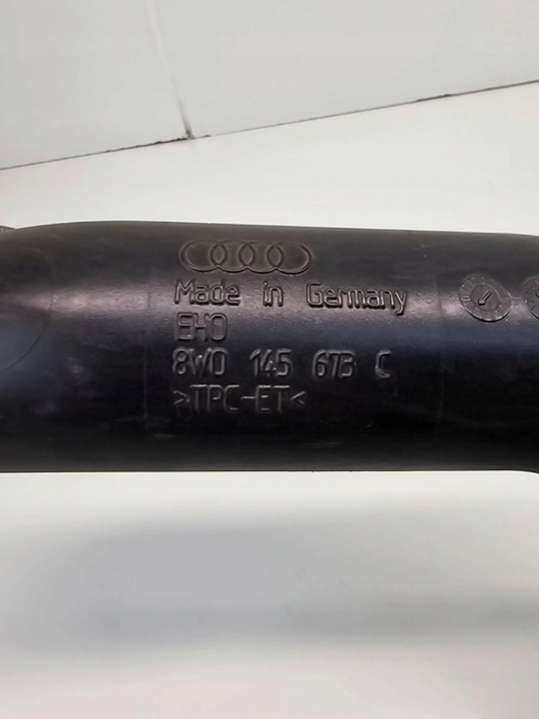 Made in Germany
EHO
8W0 145 673 C
>TPC-ET<